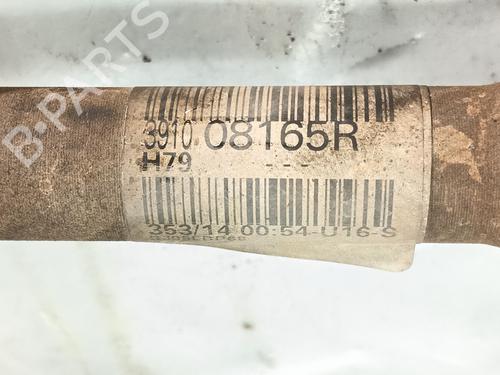 B-PARTS
3910 08165R
H79 ---
353/14 00:54-U16-S